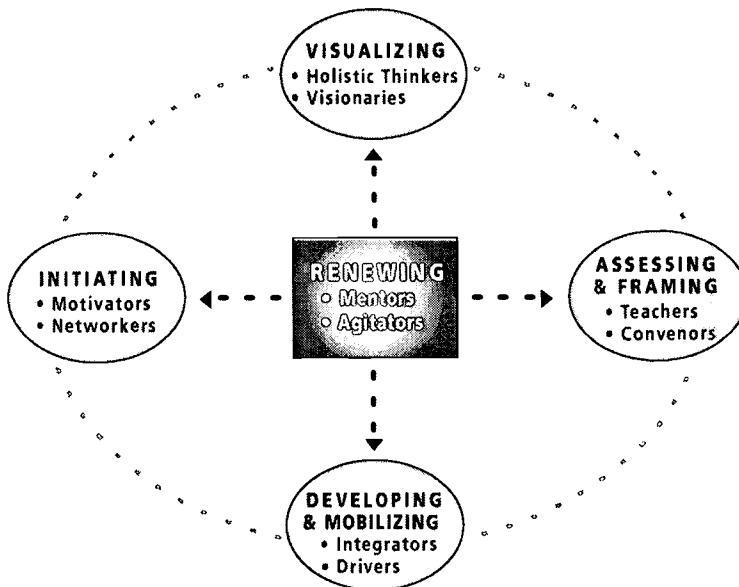 VISUALIZING
• Holistic Thinkers
• Visionaries
INITIATING
• Motivators
• Networkers
RENEWING
• Mentors
• Agitators
ASSESSING
& FRAMING
• Teachers
• Convenors
DEVELOPING
& MOBILIZING
• Integrators
• Drivers